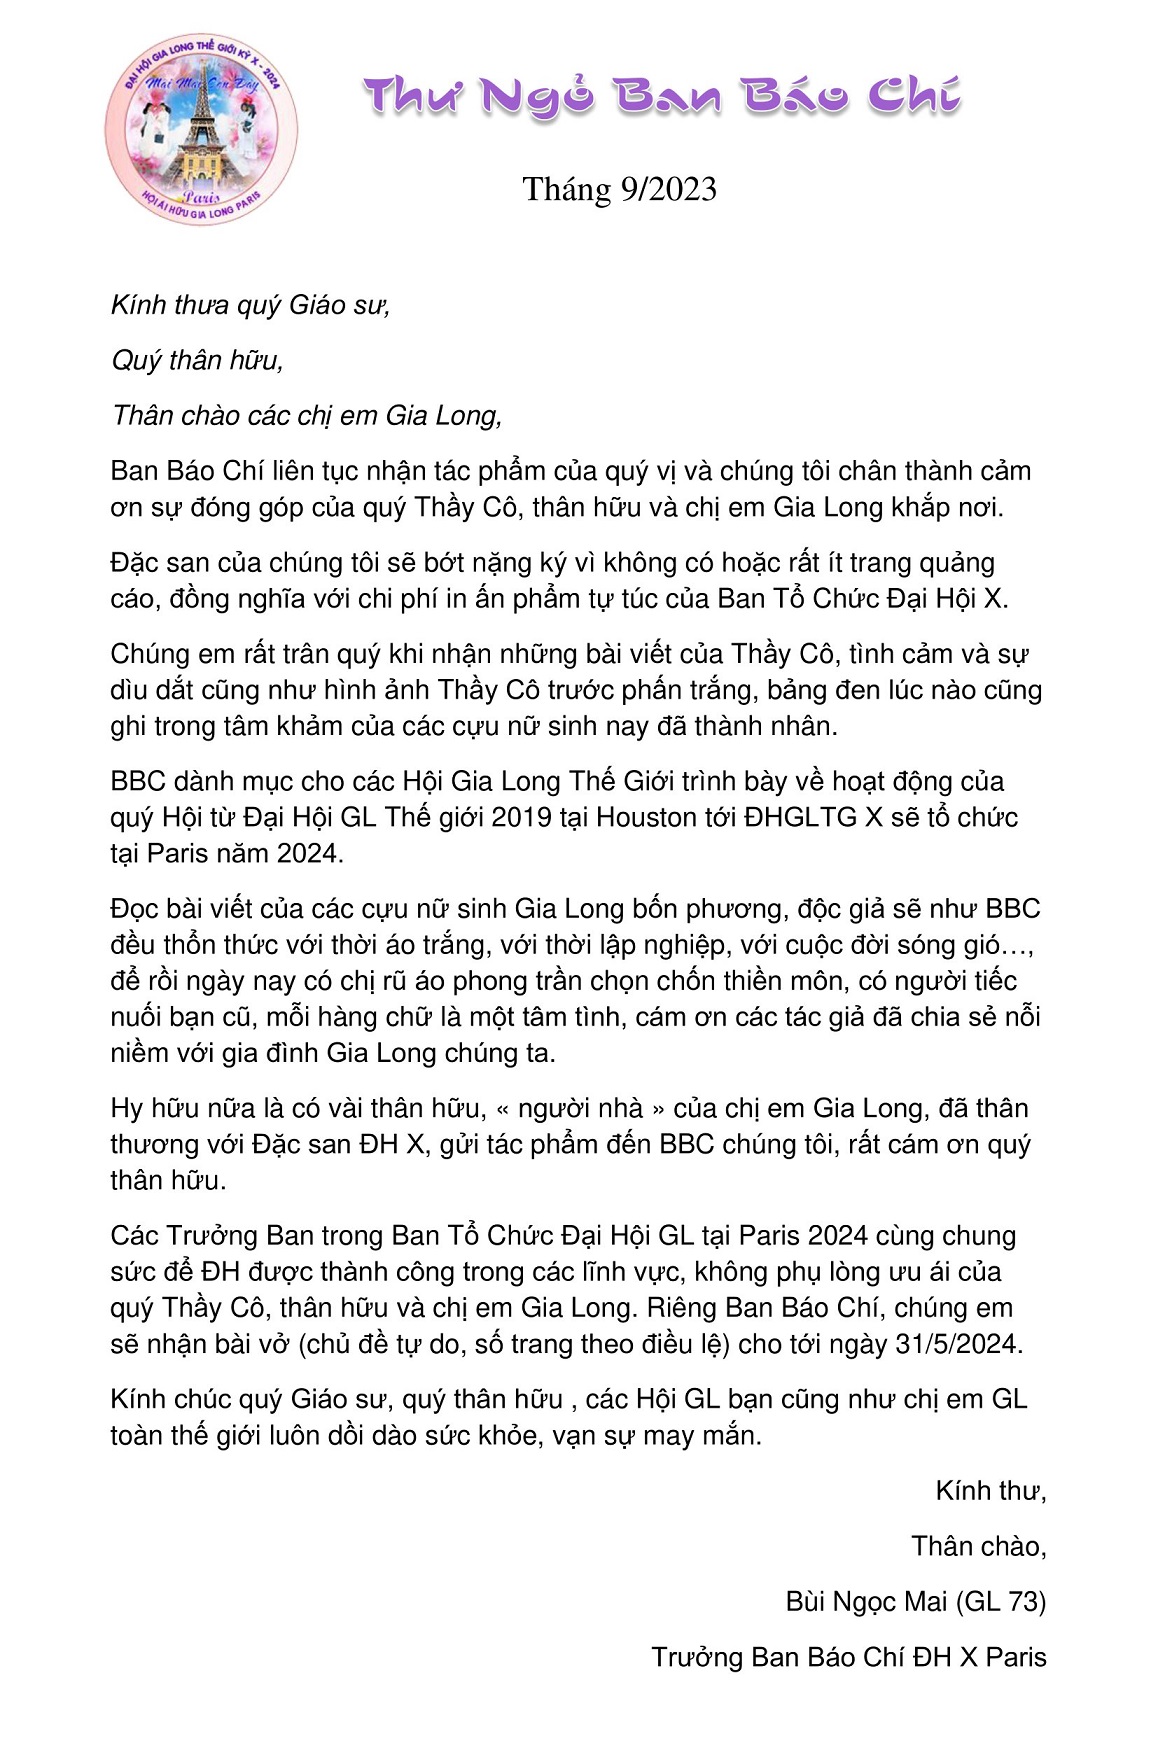 ĐẠI HỘI GIA LONG THẾ GIỚI KỲ X - 2024
Mãi Mãi Còn Đây
Paris
HỘI ÁI HỮU GIA LONG PARIS
Thư Ngỏ Ban Báo Chí
Tháng 9/2023
Kính thưa quý Giáo sư,
Quý thân hữu,
Thân chào các chị em Gia Long,
Ban Báo Chí liên tục nhận tác phẩm của quý vị và chúng tôi chân thành cảm
ơn sự đóng góp của quý Thầy Cô, thân hữu và chị em Gia Long khắp nơi.
Đặc san của chúng tôi sẽ bớt nặng ký vì không có hoặc rất ít trang quảng
cáo, đồng nghĩa với chi phí in ấn phẩm tự túc của Ban Tổ Chức Đại Hội X.
Chúng em rất trân quý khi nhận những bài viết của Thầy Cô, tình cảm và sự
dìu dắt cũng như hình ảnh Thầy Cô trước phấn trắng, bảng đen lúc nào cũng
ghi trong tâm khảm của các cựu nữ sinh nay đã thành nhân.
BBC dành mục cho các Hội Gia Long Thế Giới trình bày về hoạt động của
quý Hội từ Đại Hội GL Thế giới 2019 tại Houston tới ĐHGLTG X sẽ tổ chức
tại Paris năm 2024.
Đọc bài viết của các cựu nữ sinh Gia Long bốn phương, độc giả sẽ như BBC
đều thổn thức với thời áo trắng, với thời lập nghiệp, với cuộc đời sóng gió…,
để rồi ngày nay có chị rũ áo phong trần chọn chốn thiền môn, có người tiếc
nuối bạn cũ, mỗi hàng chữ là một tâm tình, cám ơn các tác giả đã chia sẻ nỗi
niềm với gia đình Gia Long chúng ta.
Hy hữu nữa là có vài thân hữu, « người nhà » của chị em Gia Long, đã thân
thương với Đặc san ĐH X, gửi tác phẩm đến BBC chúng tôi, rất cám ơn quý
thân hữu.
Các Trưởng Ban trong Ban Tổ Chức Đại Hội GL tại Paris 2024 cùng chung
sức để ĐH được thành công trong các lĩnh vực, không phụ lòng ưu ái của
quý Thầy Cô, thân hữu và chị em Gia Long. Riêng Ban Báo Chí, chúng em
sẽ nhận bài vở (chủ đề tự do, số trang theo điều lệ) cho tới ngày 31/5/2024.
Kính chúc quý Giáo sư, quý thân hữu , các Hội GL bạn cũng như chị em GL
toàn thế giới luôn dồi dào sức khỏe, vạn sự may mắn.
Kính thư,
Thân chào,
Bùi Ngọc Mai (GL 73)
Trưởng Ban Báo Chí ĐH X Paris